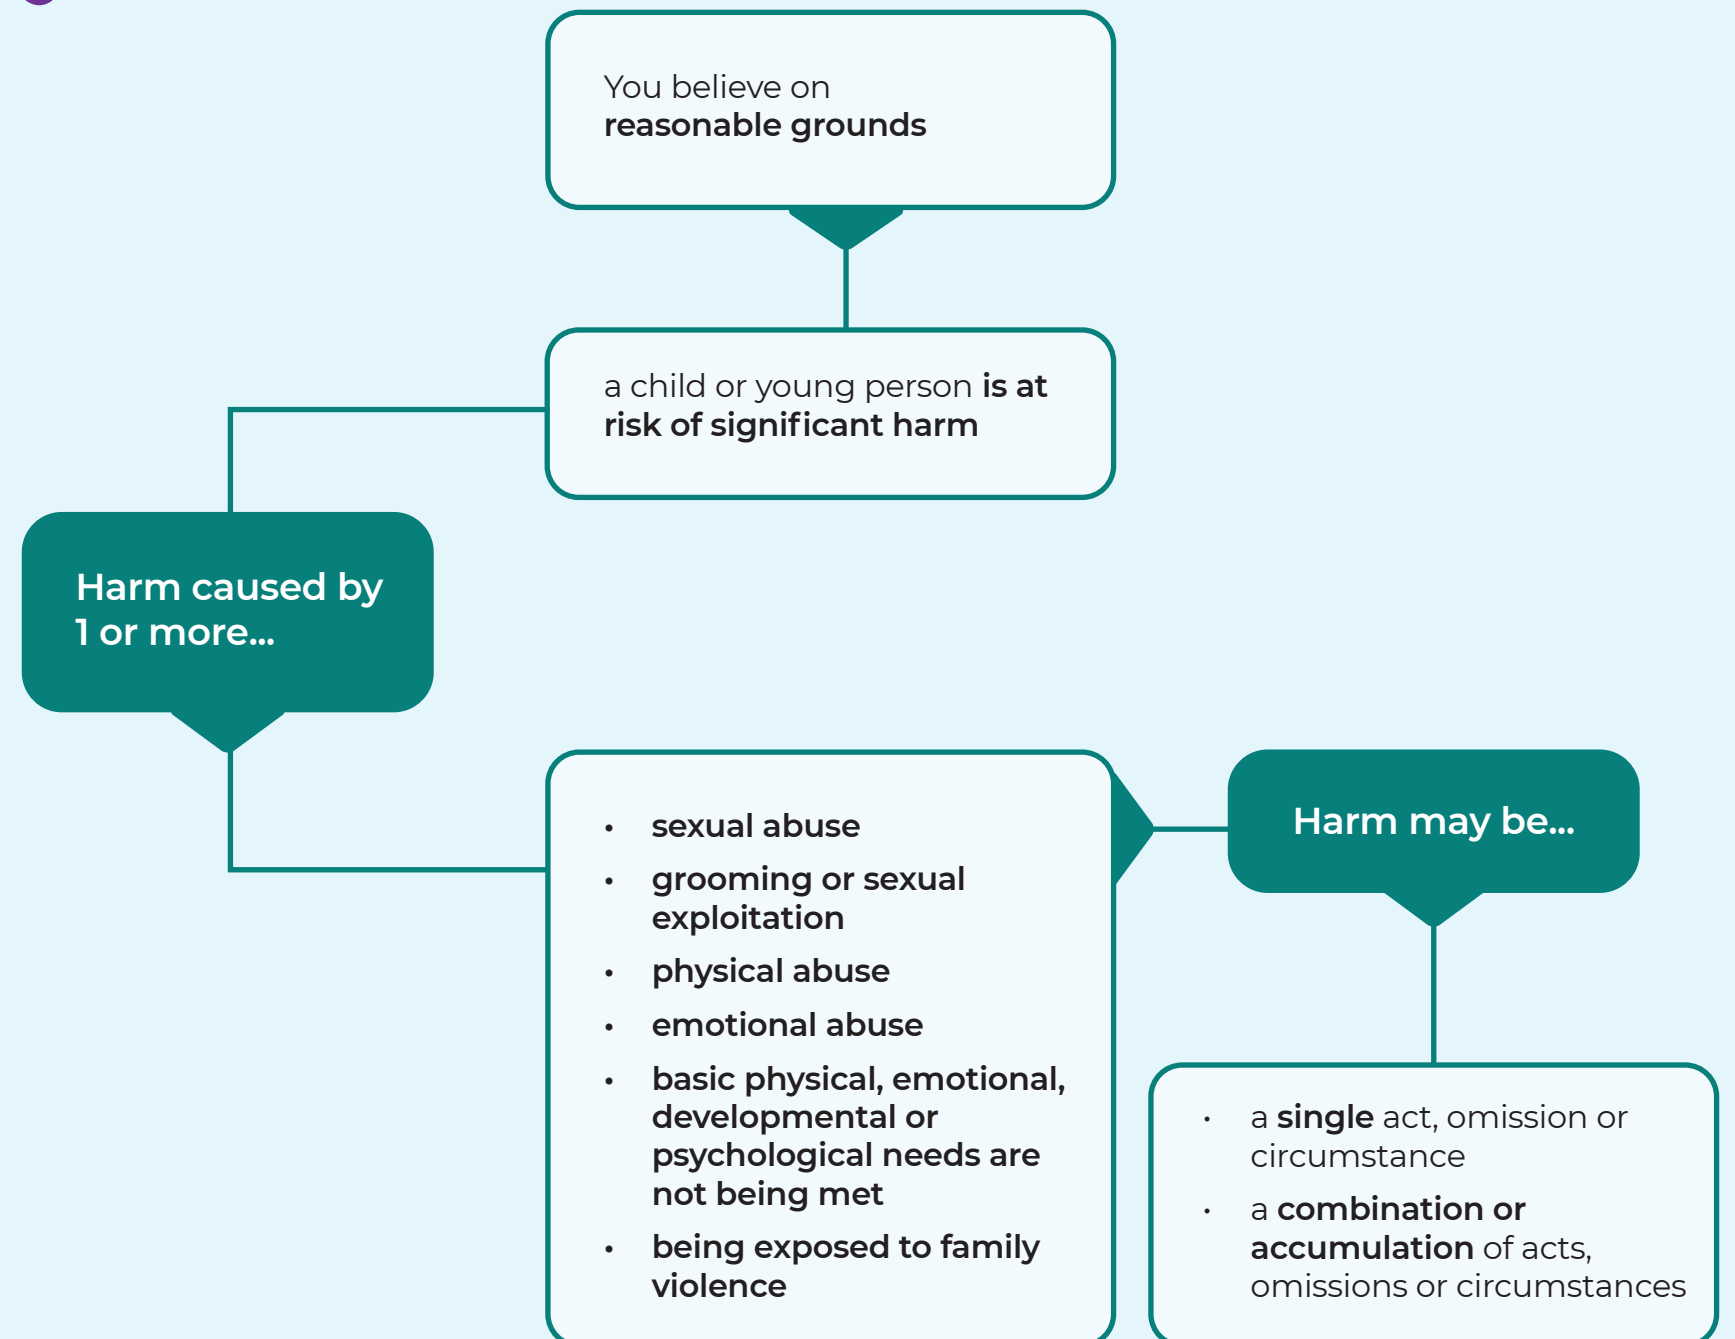 You believe on
reasonable grounds
a child or young person is at
risk of significant harm
Harm caused by
1 or more...
• sexual abuse
• grooming or sexual
exploitation
• physical abuse
• emotional abuse
• basic physical, emotional,
developmental or
psychological needs are
not being met
• being exposed to family
violence
Harm may be...
• a single act, omission or
circumstance
• a combination or
accumulation of acts,
omissions or circumstances